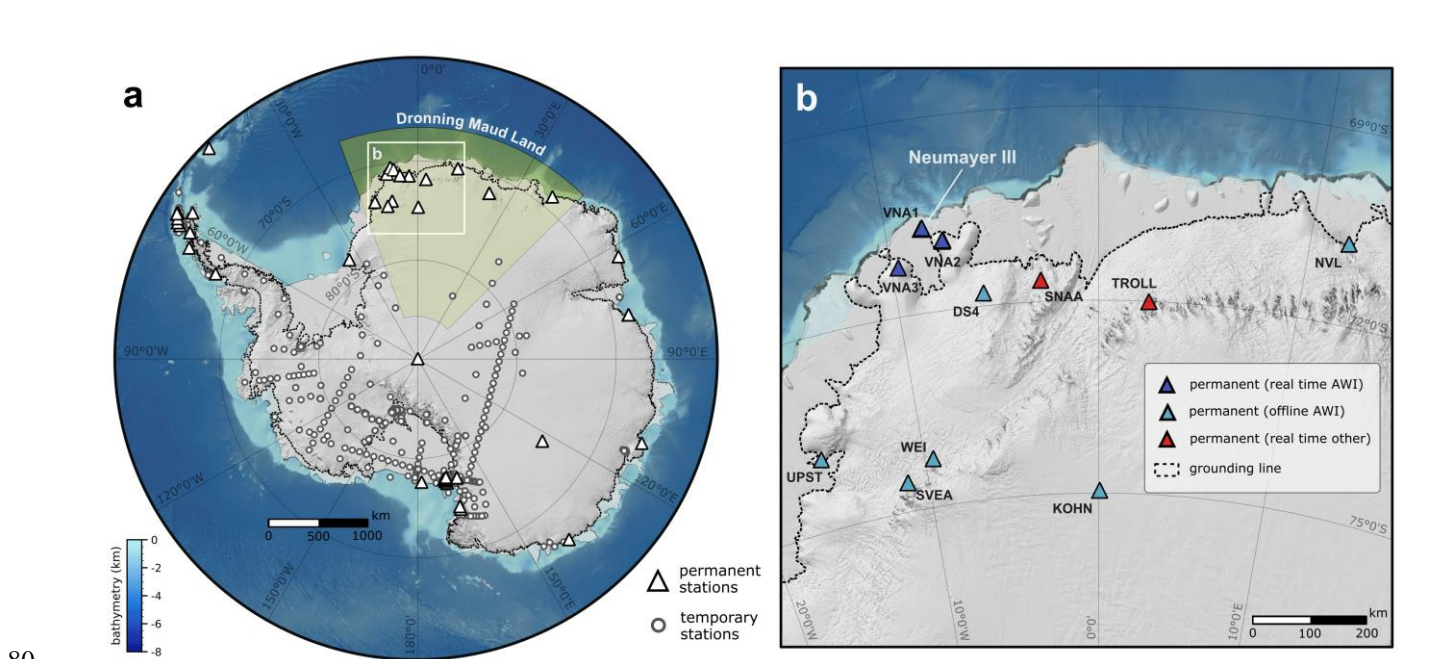 a
0°0'
30°0'W
30°0'E
Dronning Maud Land
b
70°0'S
60°0'W
60°0'E
80°0'S
90°0'W
90°0'E
120°0'W
120°0'E
km
0 500 1000
150°0'W
150°0'E
180°0'
bathymetry (km)
0
-2
-4
-6
-8
permanent
stations
temporary
stations
b
69°0'S
Neumayer III
VNA1
VNA2
VNA3
NVL
DS4
SNAA
TROLL
72°0'S
permanent (real time AWI)
permanent (offline AWI)
permanent (real time other)
grounding line
WEI
UPST
SVEA
KOHN
75°0'S
20°0'W
10°0'W
0°0'
10°0'E
km
0 100 200